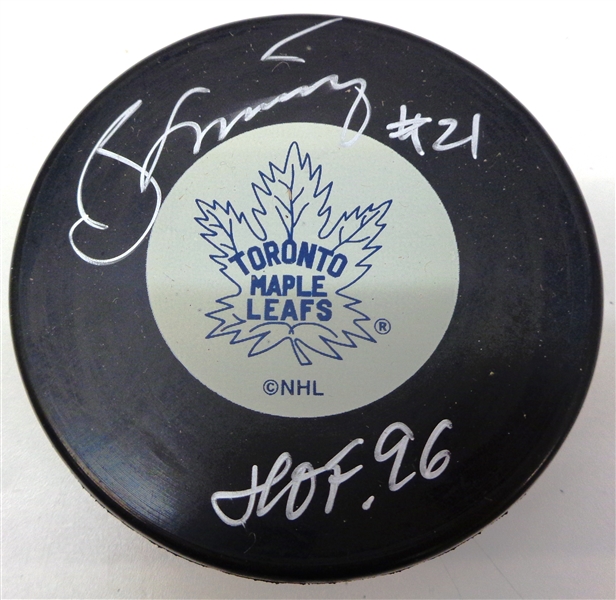 #21
TORONTO
MAPLE
LEAFS
®
©NHL
HOF. 96